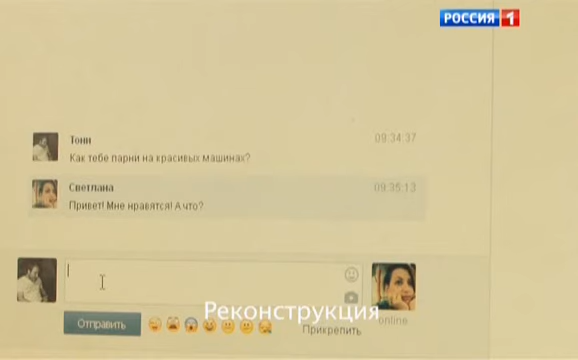 РОССИЯ 1
Тони 09:34:37
Как тебе парни на красивых машинах?
Светлана 09:35:13
Привет! Мне нравятся! А что?
Реконструкция
online
Отправить
Прикрепить